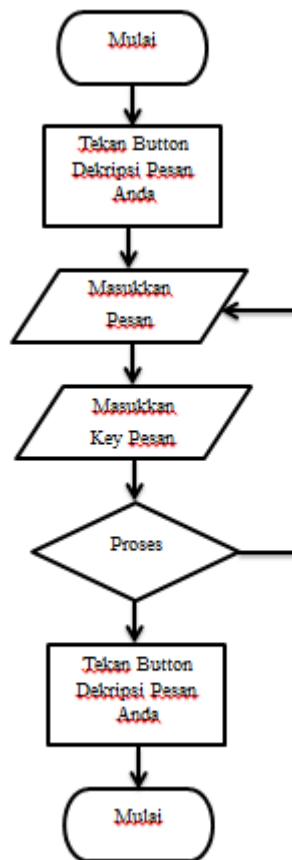 Mulai
Tekan Button
Dekripsi Pesan
Anda
Masukkan
Pesan
Masukkan
Key Pesan
Proses
Tekan Button
Dekripsi Pesan
Anda
Mulai